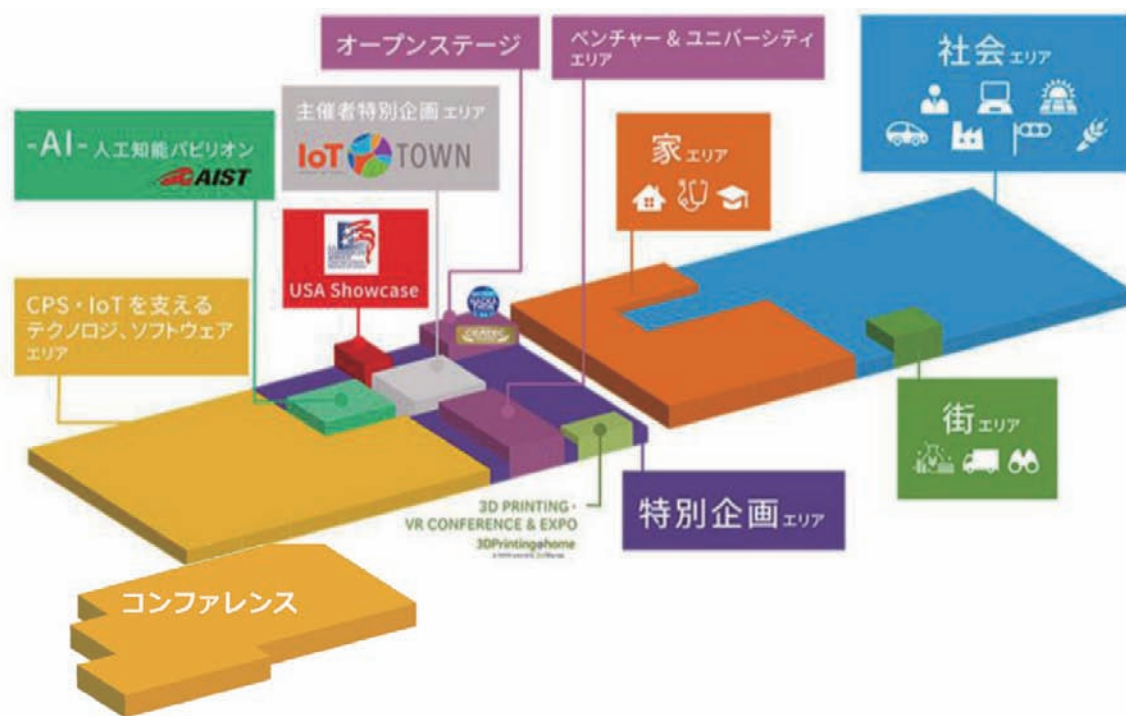 オープンステージ
ベンチャー & ユニバーシティ
エリア
社会エリア
主催者特別企画エリア
IoT TOWN
-AI- 人工知能パビリオン
AIST
家エリア
USA Showcase
CPS・IoTを支える
テクノロジ、ソフトウェア
エリア
街エリア
3D PRINTING・
VR CONFERENCE & EXPO
3DPrinting@home
特別企画エリア
コンファレンス